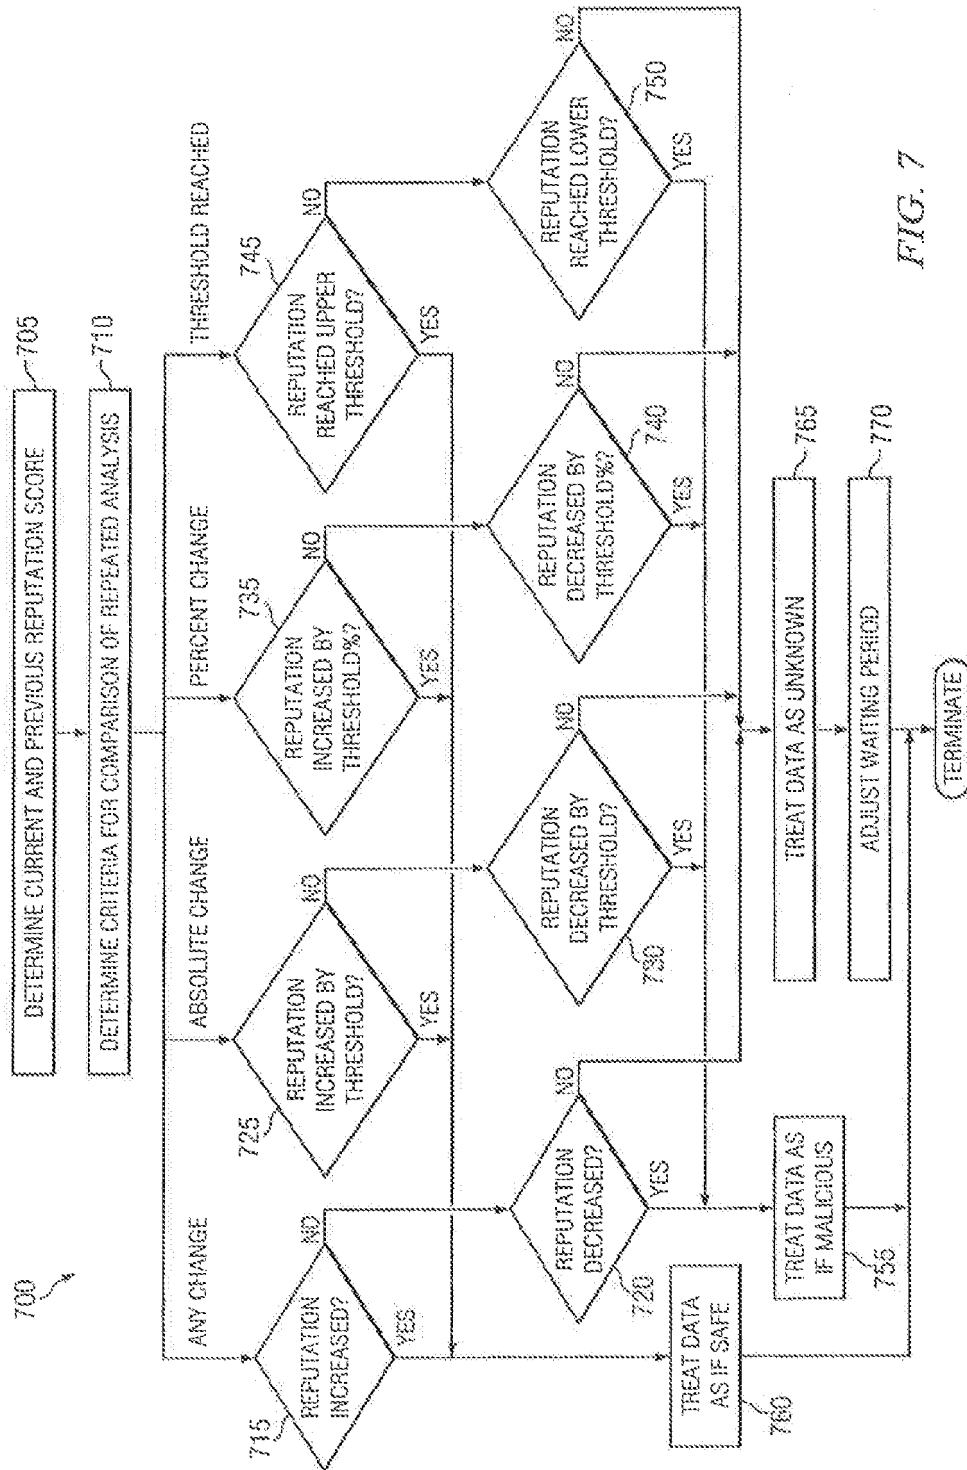 700
DETERMINE CURRENT AND PREVIOUS REPUTATION SCORE
705
DETERMINE CRITERIA FOR COMPARISON OF REPEATED ANALYSIS
710
ANY CHANGE
ABSOLUTE CHANGE
PERCENT CHANGE
THRESHOLD REACHED
715
REPUTATION
INCREASED?
NO
YES
725
REPUTATION
INCREASED BY
THRESHOLD?
NO
YES
735
REPUTATION
INCREASED BY
THRESHOLD%?
NO
YES
745
REPUTATION
REACHED UPPER
THRESHOLD?
NO
YES
720
REPUTATION
DECREASED?
NO
YES
730
REPUTATION
DECREASED BY
THRESHOLD?
NO
YES
740
REPUTATION
DECREASED BY
THRESHOLD%?
NO
YES
750
REPUTATION
REACHED LOWER
THRESHOLD?
NO
YES
TREAT DATA
AS IF SAFE
760
TREAT DATA AS
IF MALICIOUS
755
TREAT DATA AS UNKNOWN
765
ADJUST WAITING PERIOD
770
TERMINATE
FIG. 7